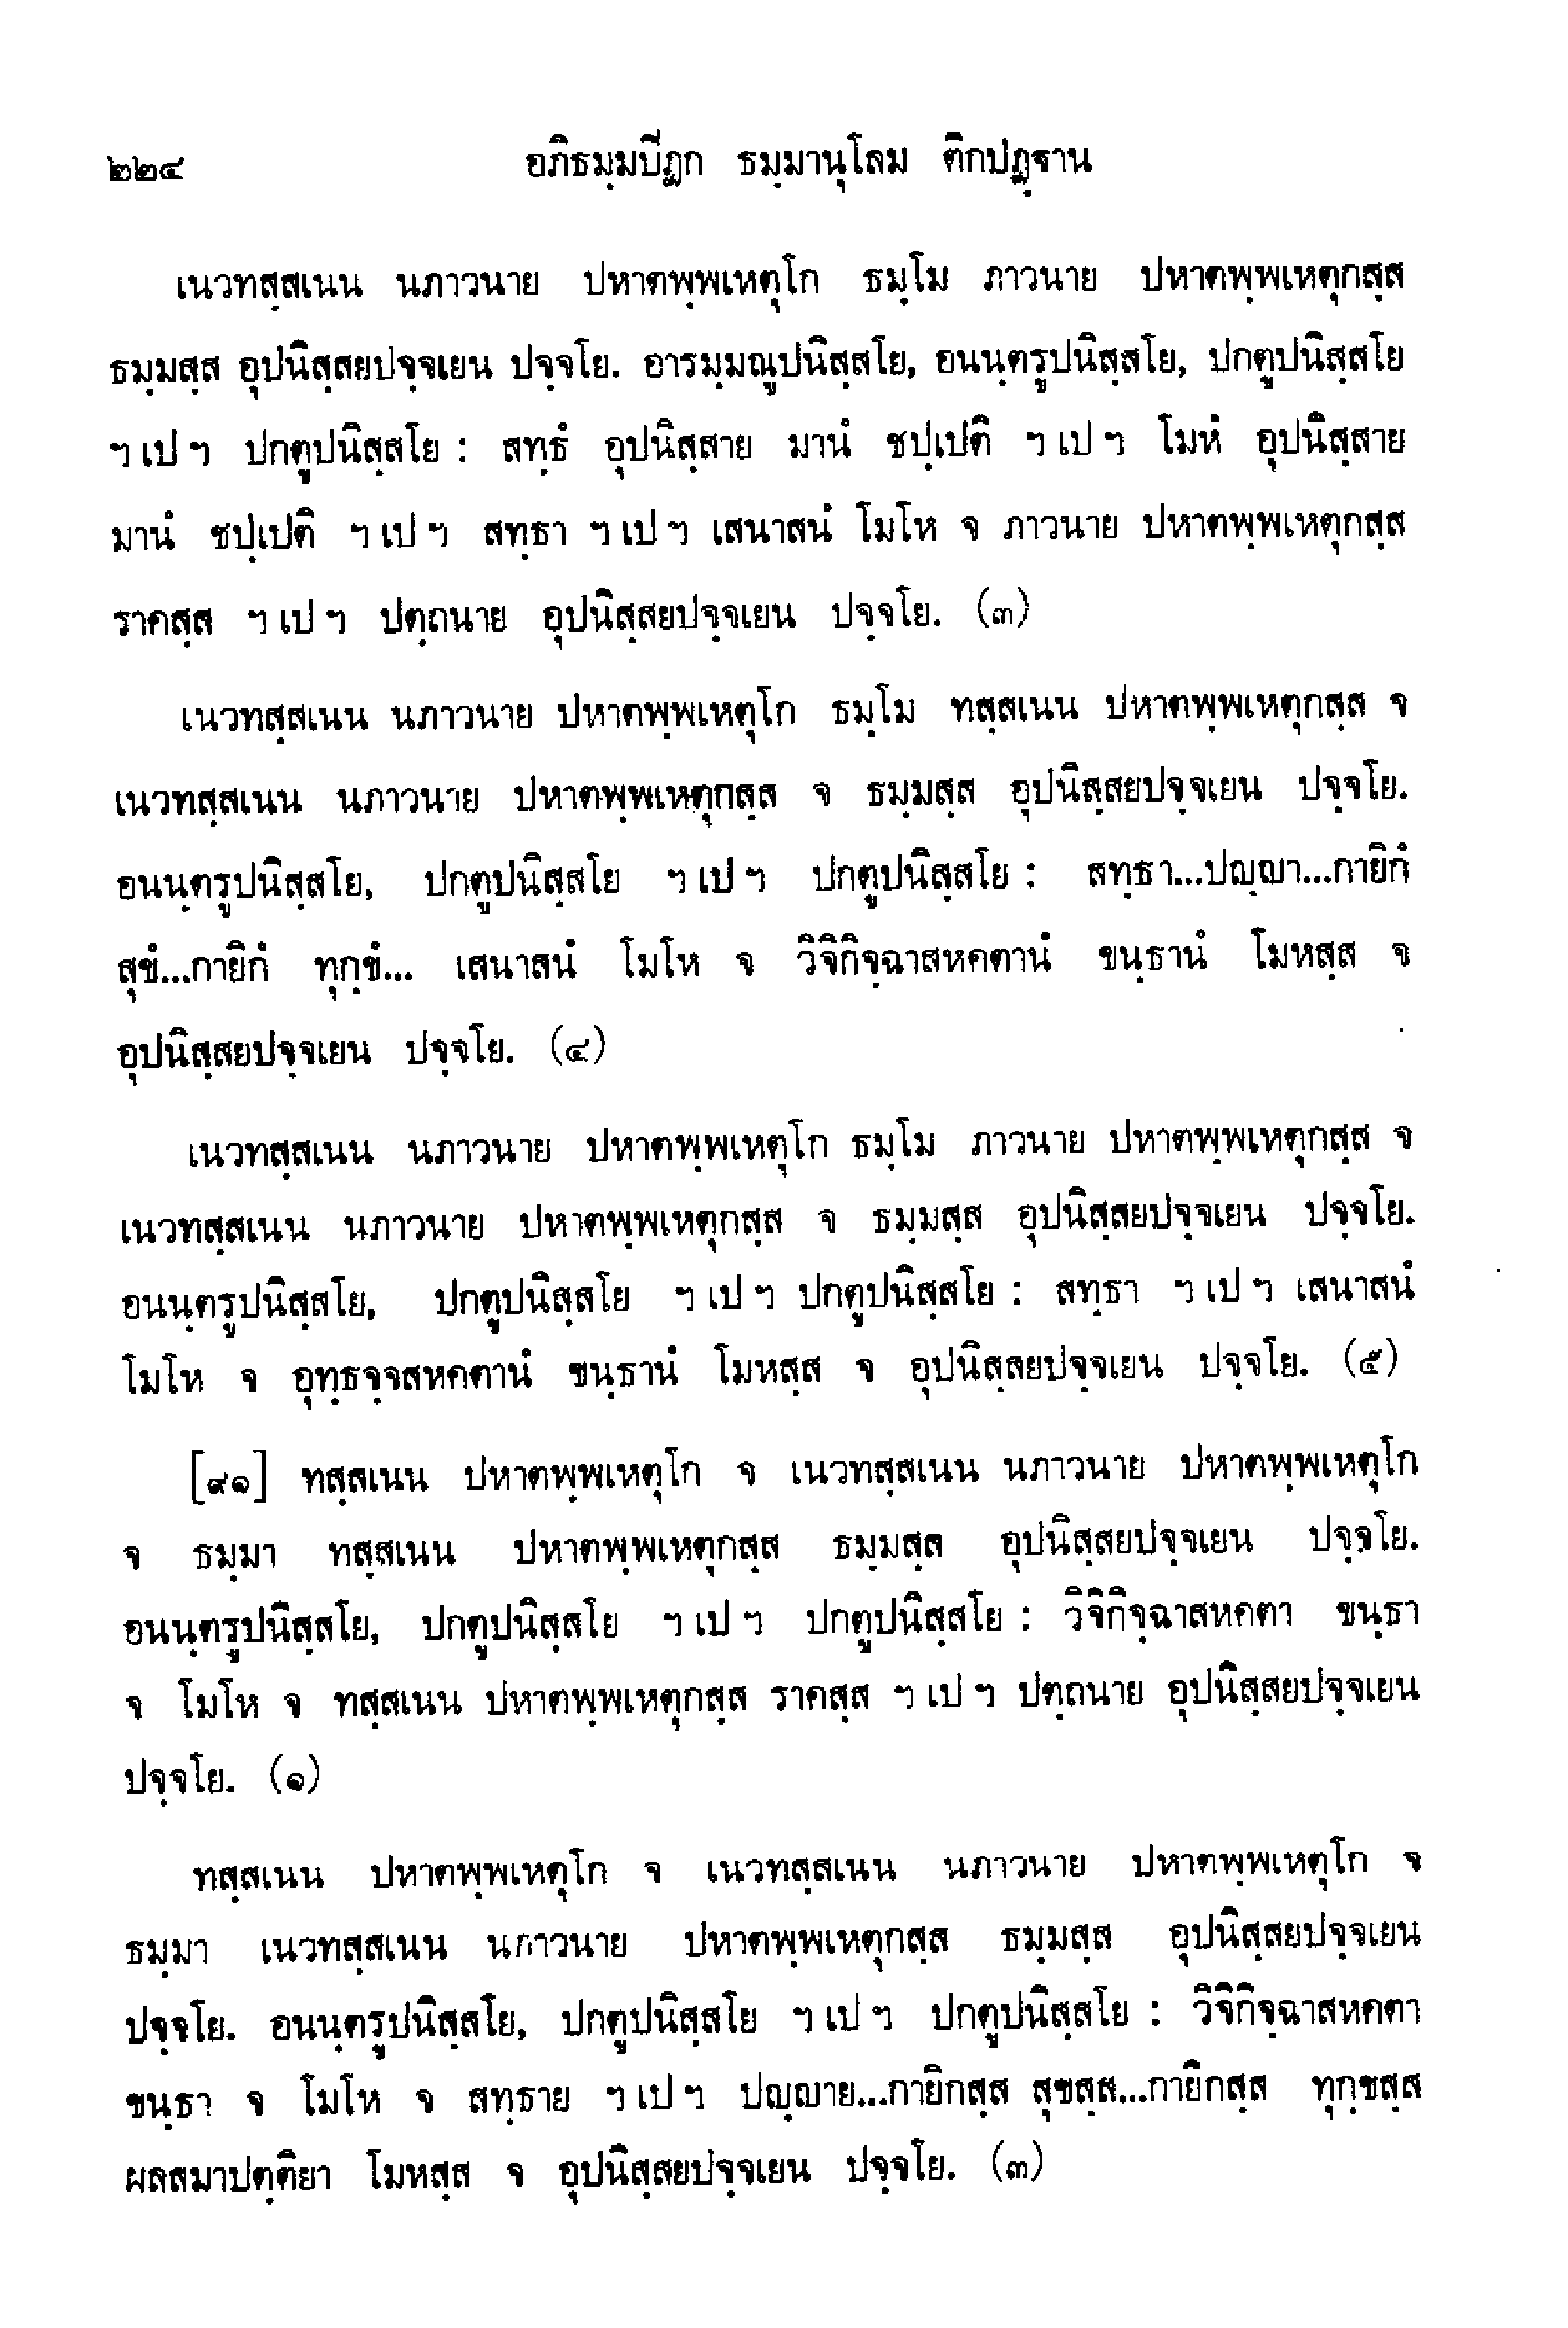 ๒๒๔ อภิธมฺมปิฏก ธมฺมานุโลม ติกปฏฺฐาน
เนวทสฺสเนน นภาวนาย ปหาตพฺพเหตุโก ธมฺโม ภาวนาย ปหาตพฺพเหตุกสฺส
ธมฺมสฺส อุปนิสฺสยปจฺจเยน ปจฺจโย. อารมฺมณูปนิสฺสโย, อนนฺตรูปนิสฺสโย, ปกตูปนิสฺสโย
ฯ เป ฯ ปกตูปนิสฺสโย : สทฺธํ อุปนิสฺสาย มานํ ชปฺเปติ ฯ เป ฯ โมหํ อุปนิสฺสาย
มานํ ชปฺเปติ ฯ เป ฯ สทฺธา ฯ เป ฯ เสนาสนํ โมโห จ ภาวนาย ปหาตพฺพเหตุกสฺส
ราคสฺส ฯ เป ฯ ปตฺถนาย อุปนิสฺสยปจฺจเยน ปจฺจโย. (๓)
เนวทสฺสเนน นภาวนาย ปหาตพฺพเหตุโก ธมฺโม ทสฺสเนน ปหาตพฺพเหตุกสฺส จ
เนวทสฺสเนน นภาวนาย ปหาตพฺพเหตุกสฺส จ ธมฺมสฺส อุปนิสฺสยปจฺจเยน ปจฺจโย.
อนนฺตรูปนิสฺสโย, ปกตูปนิสฺสโย ฯ เป ฯ ปกตูปนิสฺสโย : สทฺธา...ปญฺญา...กายิกํ
สุขํ...กายิกํ ทุกฺขํ... เสนาสนํ โมโห จ วิจิกิจฺฉาสหคตานํ ขนฺธานํ โมหสฺส จ
อุปนิสฺสยปจฺจเยน ปจฺจโย. (๔)
เนวทสฺสเนน นภาวนาย ปหาตพฺพเหตุโก ธมฺโม ภาวนาย ปหาตพฺพเหตุกสฺส จ
เนวทสฺสเนน นภาวนาย ปหาตพฺพเหตุกสฺส จ ธมฺมสฺส อุปนิสฺสยปจฺจเยน ปจฺจโย.
อนนฺตรูปนิสฺสโย, ปกตูปนิสฺสโย ฯ เป ฯ ปกตูปนิสฺสโย : สทฺธา ฯ เป ฯ เสนาสนํ
โมโห จ อุทฺธจฺจสหคตานํ ขนฺธานํ โมหสฺส จ อุปนิสฺสยปจฺจเยน ปจฺจโย. (๕)
[๙๑] ทสฺสเนน ปหาตพฺพเหตุโก จ เนวทสฺสเนน นภาวนาย ปหาตพฺพเหตุโก
จ ธมฺมา ทสฺสเนน ปหาตพฺพเหตุกสฺส ธมฺมสฺส อุปนิสฺสยปจฺจเยน ปจฺจโย.
อนนฺตรูปนิสฺสโย, ปกตูปนิสฺสโย ฯ เป ฯ ปกตูปนิสฺสโย : วิจิกิจฺฉาสหคตา ขนฺธา
จ โมโห จ ทสฺสเนน ปหาตพฺพเหตุกสฺส ราคสฺส ฯ เป ฯ ปตฺถนาย อุปนิสฺสยปจฺจเยน
ปจฺจโย. (๑)
ทสฺสเนน ปหาตพฺพเหตุโก จ เนวทสฺสเนน นภาวนาย ปหาตพฺพเหตุโก จ
ธมฺมา เนวทสฺสเนน นภาวนาย ปหาตพฺพเหตุกสฺส ธมฺมสฺส อุปนิสฺสยปจฺจเยน
ปจฺจโย. อนนฺตรูปนิสฺสโย, ปกตูปนิสฺสโย ฯ เป ฯ ปกตูปนิสฺสโย : วิจิกิจฺฉาสหคตา
ขนฺธา จ โมโห จ สทฺธาย ฯ เป ฯ ปญฺญาย...กายิกสฺส สุขสฺส...กายิกสฺส ทุกฺขสฺส
ผลสมาปตฺติยา โมหสฺส จ อุปนิสฺสยปจฺจเยน ปจฺจโย. (๓)